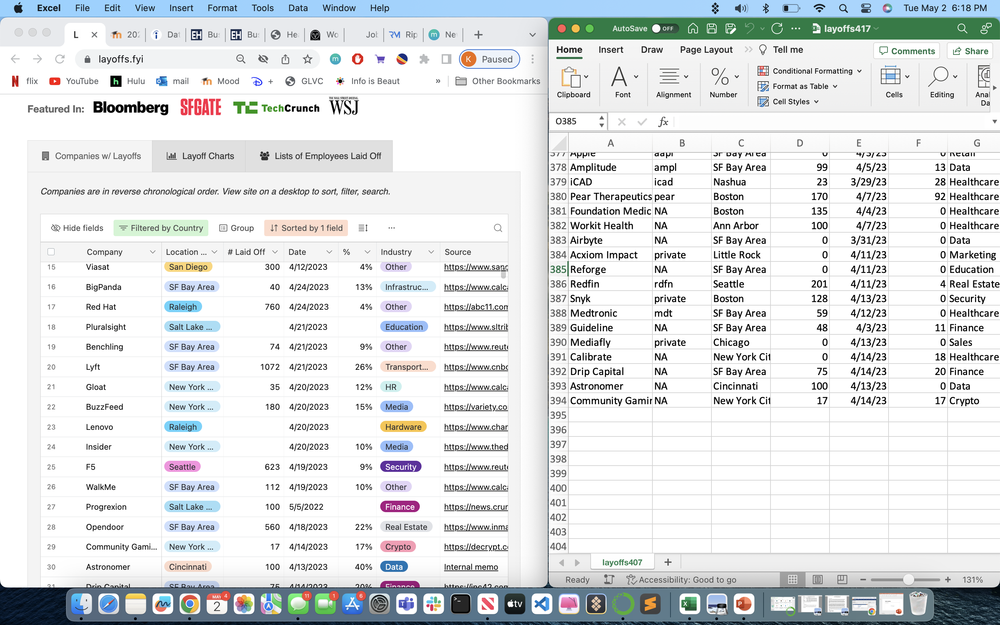 Excel File Edit View Insert Format Tools Data Window Help Tue May 2 6:18 PM
L 202 Dat EH Bus EH Bus Hea Wo Job RM Rip m Nev
layoffs.fyi m K Paused
N flix YouTube h Hulu mail Mood + GLVC Info is Beaut » Other Bookmarks
Featured In: Bloomberg SFGATE TechCrunch THE WALL STREET JOURNAL WSJ
Companies w/ Layoffs Layoff Charts Lists of Employees Laid Off
Companies are in reverse chronological order. View site on a desktop to sort, filter, search.
Hide fields Filtered by Country Group Sorted by 1 field ...
Company Location ... # Laid Off Date % Industry Source
15 Viasat San Diego 300 4/12/2023 4% Other https://www.sand
16 BigPanda SF Bay Area 40 4/24/2023 13% Infrastruc... https://www.calca
17 Red Hat Raleigh 760 4/24/2023 4% Other https://abc11.com
18 Pluralsight Salt Lake ... 4/21/2023 Education https://www.sltrib
19 Benchling SF Bay Area 74 4/21/2023 9% Other https://www.reute
20 Lyft SF Bay Area 1072 4/21/2023 26% Transport... https://www.cnbc
21 Gloat New York ... 35 4/20/2023 12% HR https://www.calca
22 BuzzFeed New York ... 180 4/20/2023 15% Media https://variety.co
23 Lenovo Raleigh 4/20/2023 Hardware https://www.char
24 Insider New York ... 4/20/2023 10% Media https://www.thed
25 F5 Seattle 623 4/19/2023 9% Security https://www.reute
26 WalkMe SF Bay Area 112 4/19/2023 10% Other https://www.calca
27 Progrexion Salt Lake ... 100 5/5/2022 Finance https://news.crur
28 Opendoor SF Bay Area 560 4/18/2023 22% Real Estate https://www.inma
29 Community Gami... New York ... 17 4/14/2023 17% Crypto https://decrypt.c
30 Astronomer Cincinnati 100 4/13/2023 40% Data Internal memo
31 Drip Capital SF Bay Area 75 4/14/2023 20% Finance https://inc42.com
AutoSave OFF ... layoffs417
Home Insert Draw Page Layout » Tell me Comments Share
Clipboard Font Alignment Number Conditional Formatting Format as Table Cell Styles Cells Editing Anal Da
O385 fx
A B C D E F G
377 Apple aapl SF Bay Area 0 4/3/23 0 Retail
378 Amplitude ampl SF Bay Area 99 4/5/23 13 Data
379 iCAD icad Nashua 23 3/29/23 28 Healthcare
380 Pear Therapeutics pear Boston 170 4/7/23 92 Healthcare
381 Foundation Medic NA Boston 135 4/4/23 0 Healthcare
382 Workit Health NA Ann Arbor 100 4/7/23 0 Healthcare
383 Airbyte NA SF Bay Area 0 3/31/23 0 Data
384 Acxiom Impact private Little Rock 0 4/11/23 0 Marketing
385 Reforge NA SF Bay Area 0 4/11/23 0 Education
386 Redfin rdfn Seattle 201 4/11/23 4 Real Estate
387 Snyk private Boston 128 4/13/23 0 Security
388 Medtronic mdt SF Bay Area 59 4/12/23 0 Healthcare
389 Guideline NA SF Bay Area 48 4/3/23 11 Finance
390 Mediafly private Chicago 0 4/13/23 0 Sales
391 Calibrate NA New York Cit 0 4/14/23 18 Healthcare
392 Drip Capital NA SF Bay Area 75 4/14/23 20 Finance
393 Astronomer NA Cincinnati 100 4/13/23 0 Data
394 Community Gamin NA New York Cit 17 4/14/23 17 Crypto
395
396
397
398
399
400
401
402
403
404
layoffs407
Ready Accessibility: Good to go 131%
MAY 2 4 11 1 6 tv